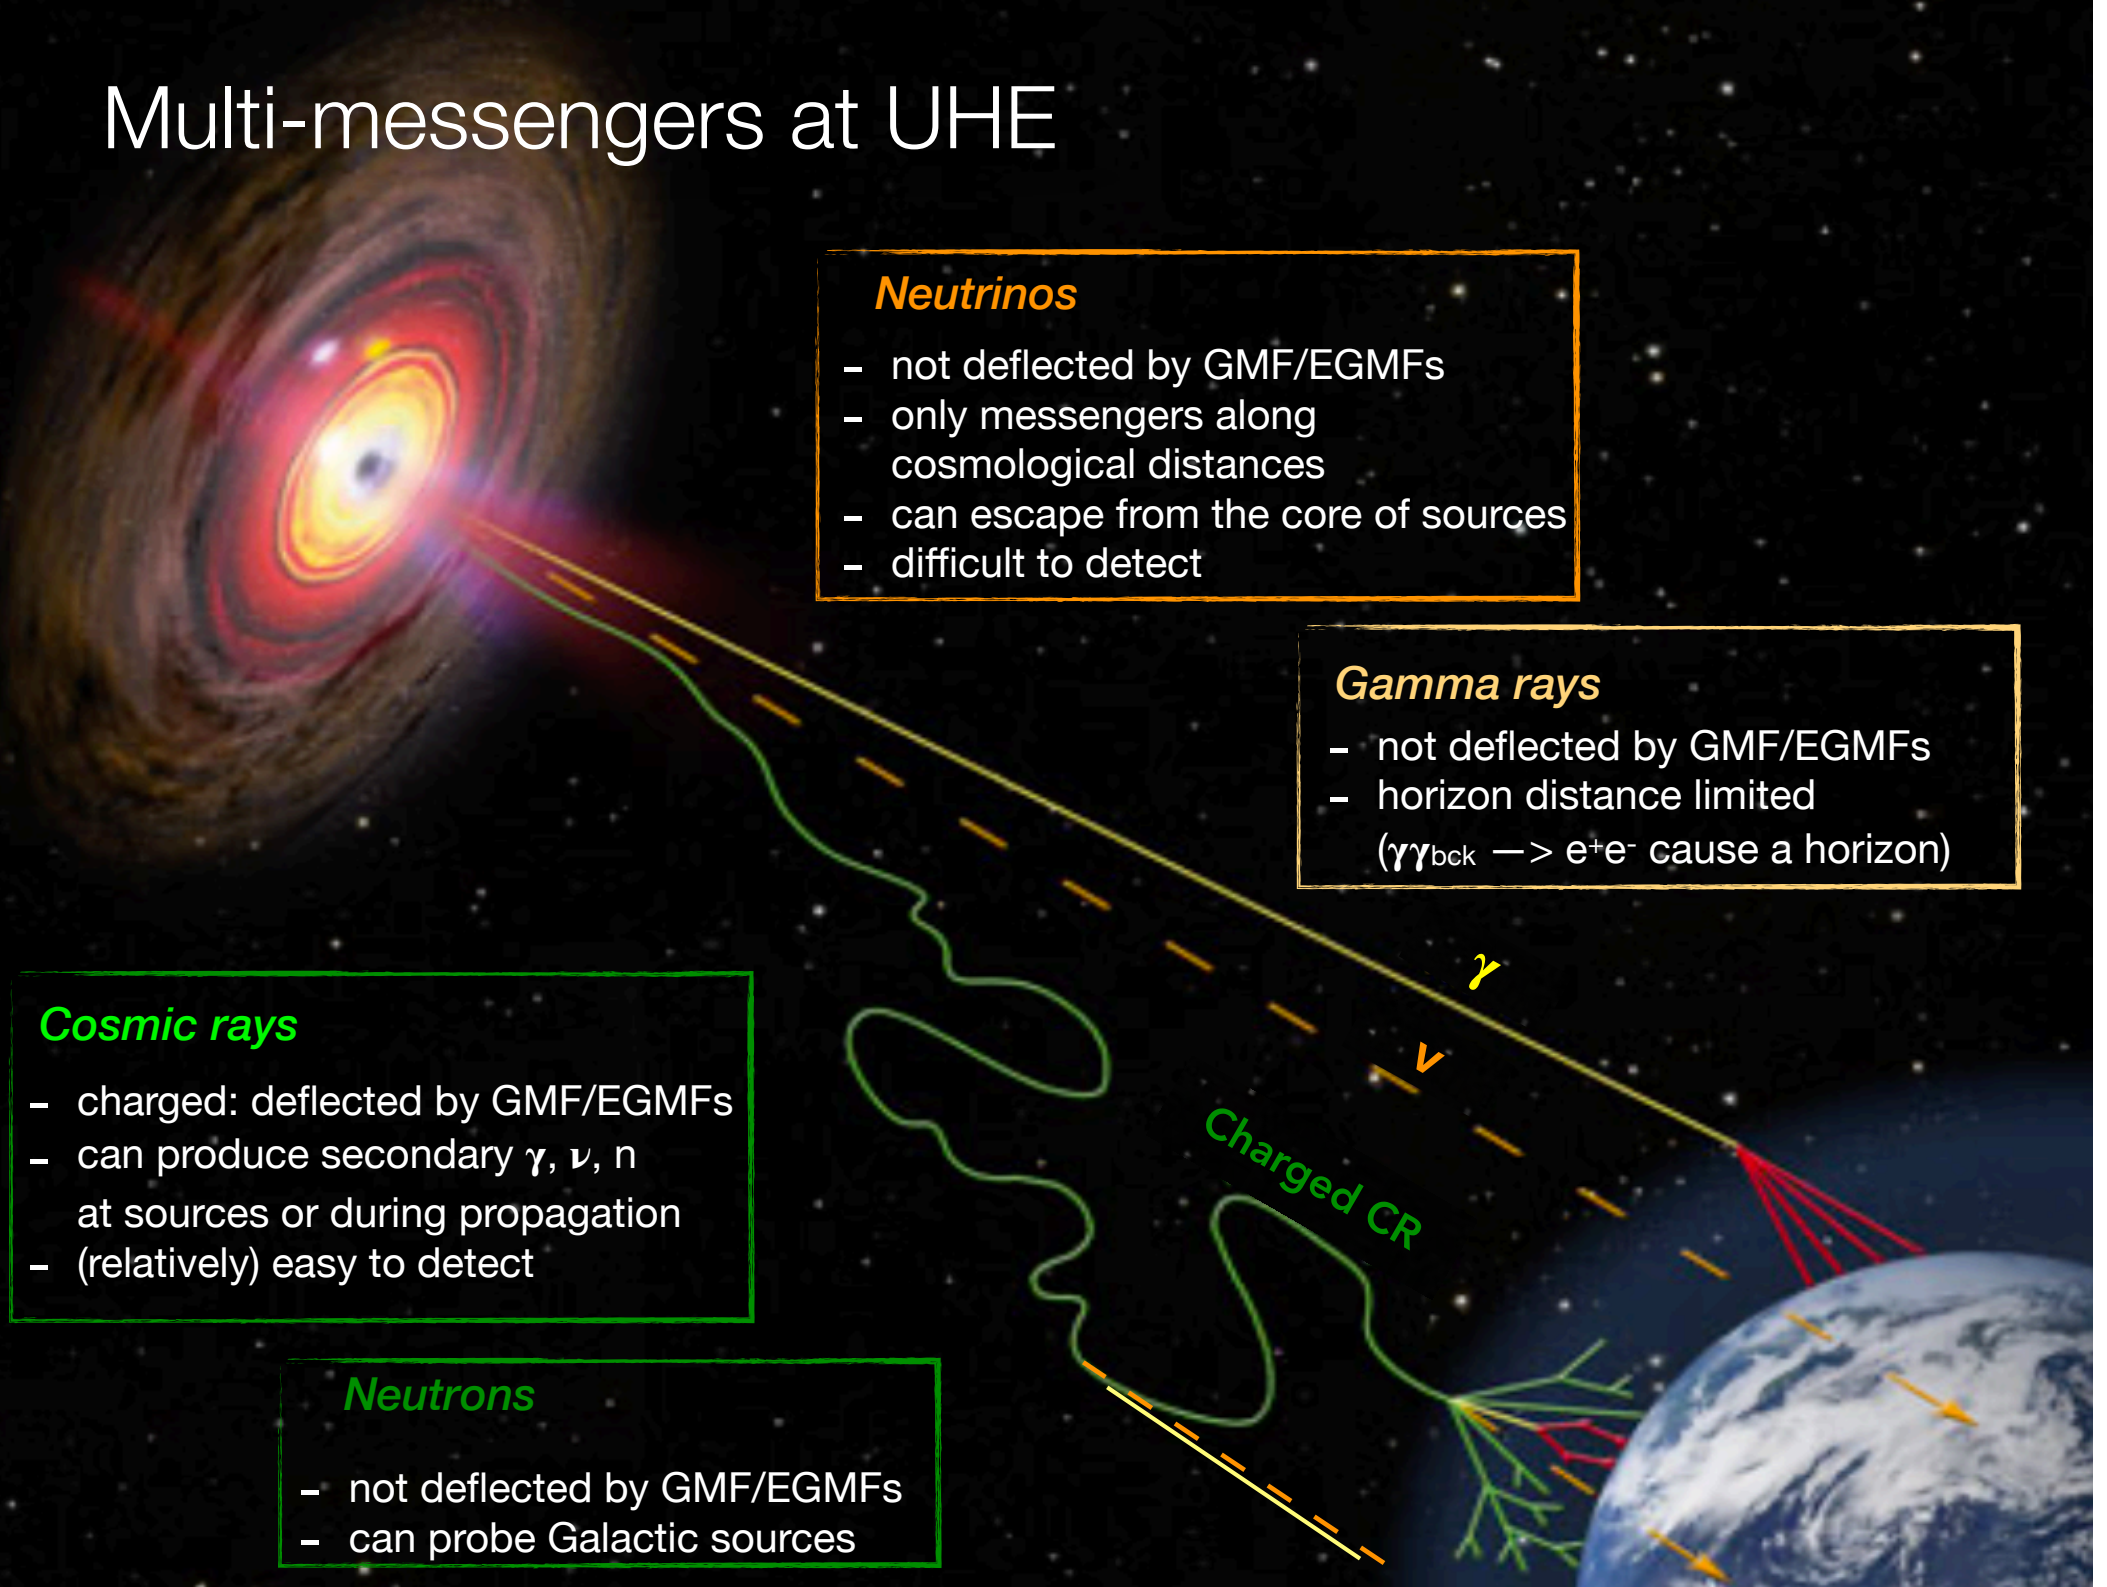 Multi-messengers at UHE
Neutrinos
- not deflected by GMF/EGMFs
- only messengers along
cosmological distances
- can escape from the core of sources
- difficult to detect
Gamma rays
- not deflected by GMF/EGMFs
- horizon distance limited
(γγbck —> e+e- cause a horizon)
γ
ν
Charged CR
Cosmic rays
- charged: deflected by GMF/EGMFs
- can produce secondary γ, ν, n
at sources or during propagation
- (relatively) easy to detect
Neutrons
- not deflected by GMF/EGMFs
- can probe Galactic sources